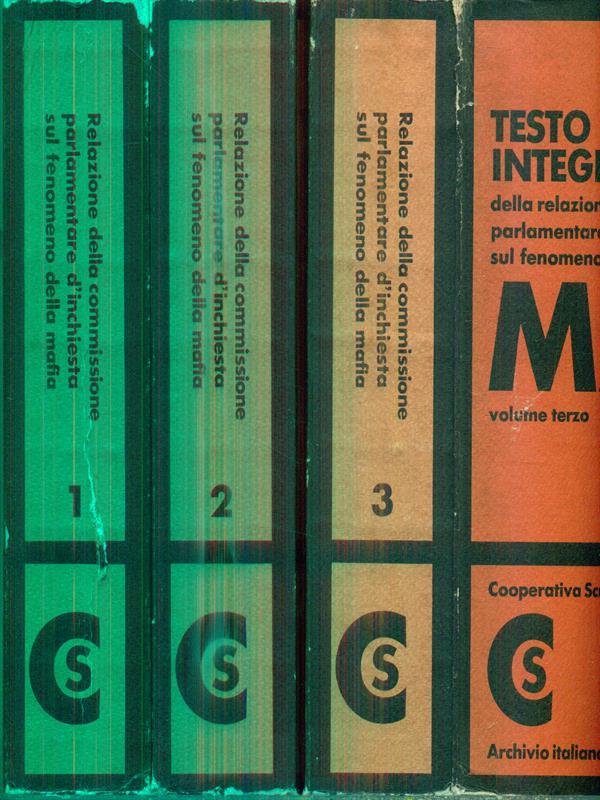 Relazione della commissione
parlamentare d'inchiesta
sul fenomeno della mafia
1
CS
Relazione della commissione
parlamentare d'inchiesta
sul fenomeno della mafia
2
CS
Relazione della commissione
parlamentare d'inchiesta
sul fenomeno della mafia
3
CS
TESTO
della
parlamentare
sul fenomeno
volume terzo
Cooperativa
CS
Archivio